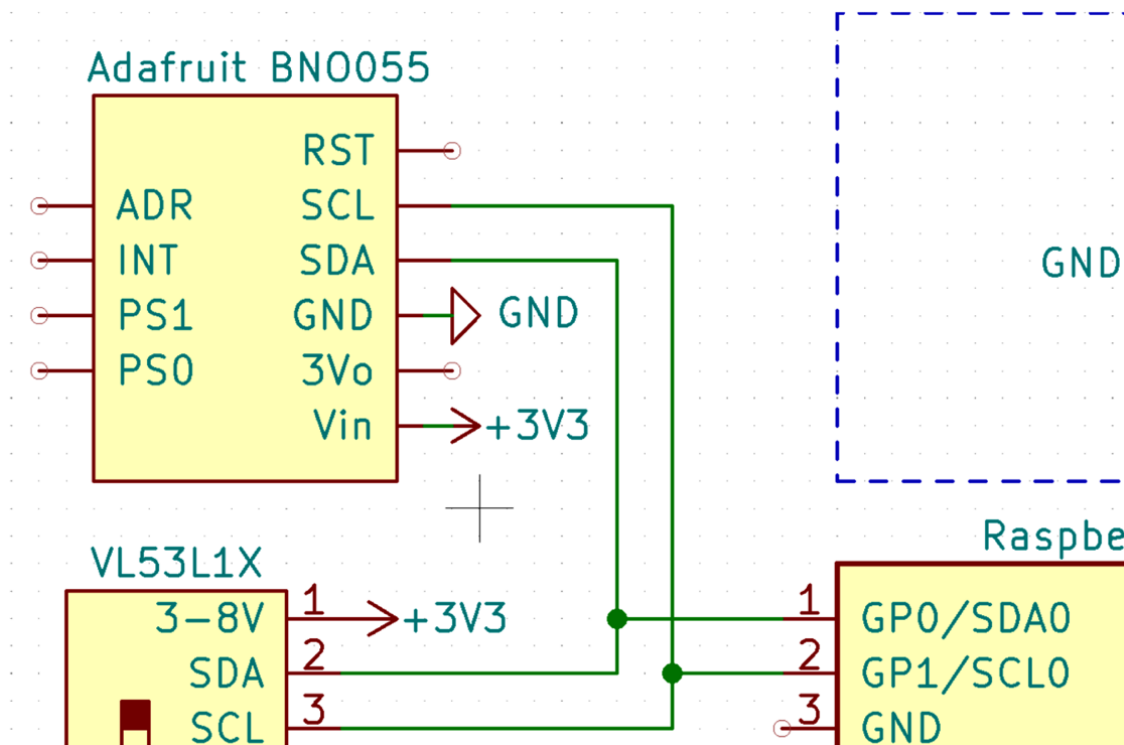 Adafruit BNO055
RST
ADR
SCL
INT
SDA
PS1
GND
GND
PS0
3Vo
Vin
+3V3
GND
VL53L1X
3-8V
1
+3V3
SDA
2
SCL
3
Raspbe
1
GP0/SDA0
2
GP1/SCL0
3
GND